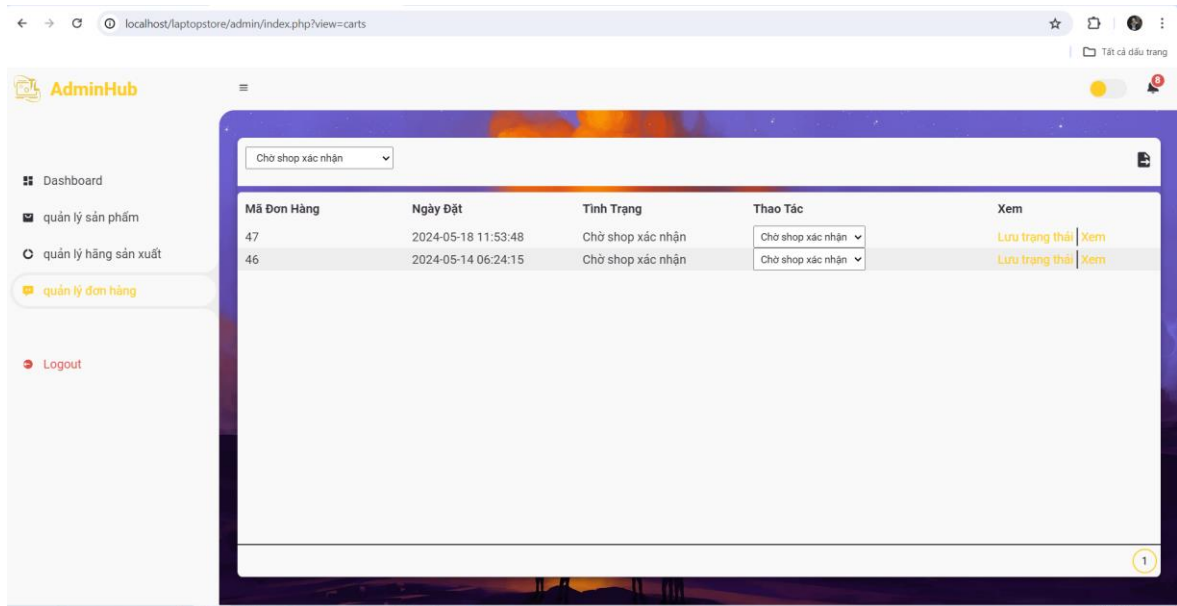 localhost/laptopstore/admin/index.php?view=carts
Tất cả dấu trang
AdminHub
8
Chờ shop xác nhận
Dashboard
quản lý sản phẩm
quản lý hãng sản xuất
quản lý đơn hàng
Logout
Mã Đơn Hàng Ngày Đặt Tình Trạng Thao Tác Xem
47 2024-05-18 11:53:48 Chờ shop xác nhận Chờ shop xác nhận Lưu trạng thái Xem
46 2024-05-14 06:24:15 Chờ shop xác nhận Chờ shop xác nhận Lưu trạng thái Xem
1